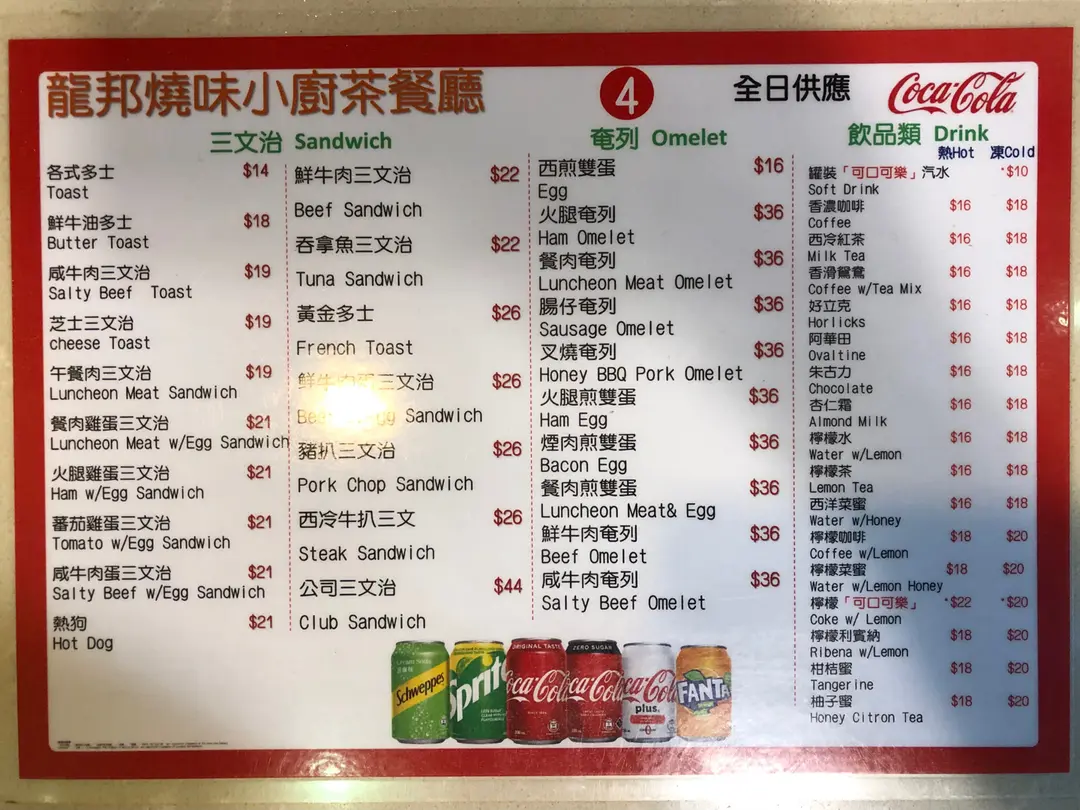 龍邦燒味小廚茶餐廳
4
全日供應
Coca-Cola
三文治 Sandwich
各式多士 $14
Toast
鮮牛油多士 $18
Butter Toast
咸牛肉三文治 $19
Salty Beef Toast
芝士三文治 $19
cheese Toast
午餐肉三文治 $19
Luncheon Meat Sandwich
餐肉雞蛋三文治 $21
Luncheon Meat w/Egg Sandwich
火腿雞蛋三文治 $21
Ham w/Egg Sandwich
蕃茄雞蛋三文治 $21
Tomato w/Egg Sandwich
咸牛肉蛋三文治 $21
Salty Beef w/Egg Sandwich
熱狗 $21
Hot Dog
鮮牛肉三文治 $22
Beef Sandwich
吞拿魚三文治 $22
Tuna Sandwich
黃金多士 $26
French Toast
鮮牛肉蛋三文治 $26
Sandwich
豬扒三文治 $26
Pork Chop Sandwich
西冷牛扒三文 $26
Steak Sandwich
公司三文治 $44
Club Sandwich
奄列 Omelet
西煎雙蛋 $16
Egg
火腿奄列 $36
Ham Omelet
餐肉奄列 $36
Luncheon Meat Omelet
腸仔奄列 $36
Sausage Omelet
叉燒奄列 $36
Honey BBQ Pork Omelet
火腿煎雙蛋 $36
Ham Egg
煙肉煎雙蛋 $36
Bacon Egg
餐肉煎雙蛋 $36
Luncheon Meat& Egg
鮮牛肉奄列 $36
Beef Omelet
咸牛肉奄列 $36
Salty Beef Omelet
飲品類 Drink
熱Hot 凍Cold
罐裝「可口可樂」汽水 *$10
Soft Drink
香濃咖啡 $16 $18
Coffee
西冷紅茶 $16 $18
Milk Tea
香滑鴛鴦 $16 $18
Coffee w/Tea Mix
好立克 $16 $18
Horlicks
阿華田 $16 $18
Ovaltine
朱古力 $16 $18
Chocolate
杏仁霜 $16 $18
Almond Milk
檸檬水 $16 $18
Water w/Lemon
檸檬茶 $16 $18
Lemon Tea
西洋菜蜜 $16 $18
Water w/Honey
檸檬咖啡 $18 $20
Coffee w/Lemon
檸檬菜蜜 $18 $20
Water w/Lemon Honey
檸檬「可口可樂」 *$22 *$20
Coke w/ Lemon
檸檬利賓納 $18 $20
Ribena w/Lemon
柑桔蜜 $18 $20
Tangerine
柚子蜜 $18 $20
Honey Citron Tea
Schweppes
Sprite
ORIGINAL TASTE
Coca-Cola
ZERO SUGAR
Coca-Cola
Coca-Cola
plus
FANTA